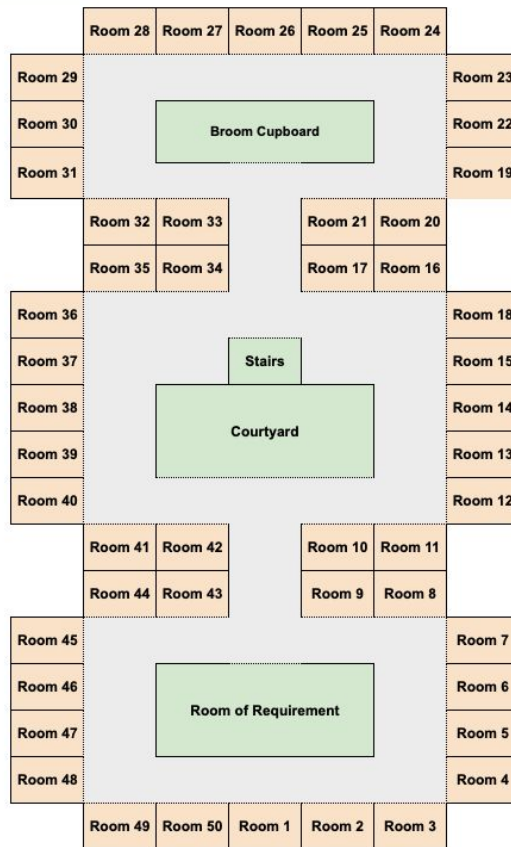 Room 28 Room 27 Room 26 Room 25 Room 24
Room 29 Room 23
Room 30 Broom Cupboard Room 22
Room 31 Room 19
Room 32 Room 33 Room 21 Room 20
Room 35 Room 34 Room 17 Room 16
Room 36 Room 18
Room 37 Stairs Room 15
Room 38 Room 14
Courtyard
Room 39 Room 13
Room 40 Room 12
Room 41 Room 42 Room 10 Room 11
Room 44 Room 43 Room 9 Room 8
Room 45 Room 7
Room 46 Room 6
Room of Requirement
Room 47 Room 5
Room 48 Room 4
Room 49 Room 50 Room 1 Room 2 Room 3